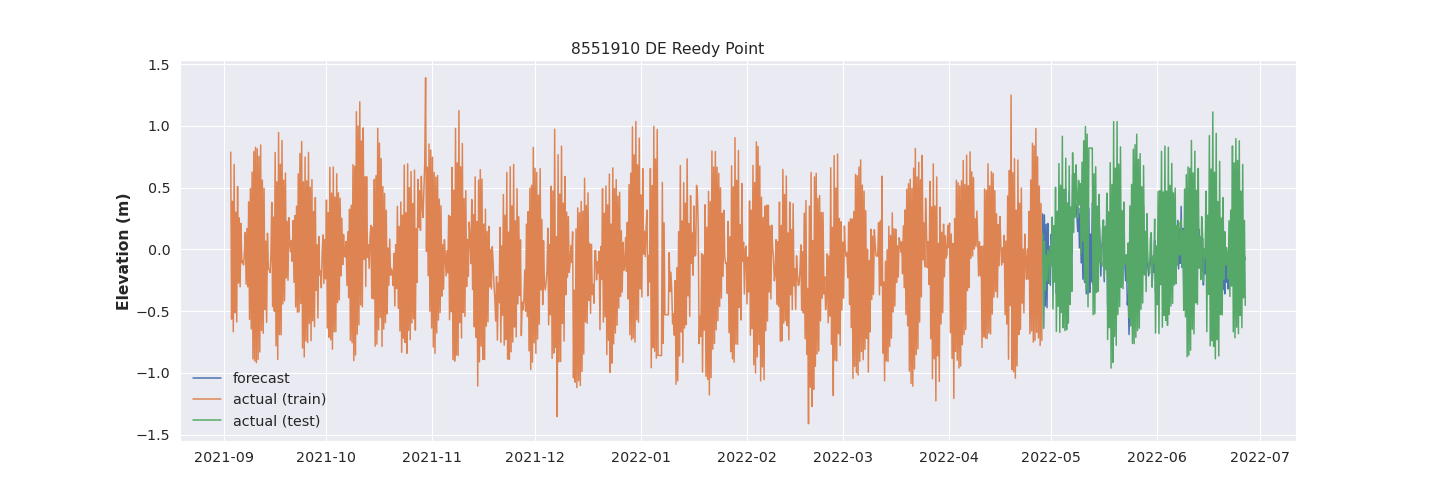 8551910 DE Reedy Point
Elevation (m)
1.5
1.0
0.5
0.0
−0.5
−1.0
−1.5
forecast
actual (train)
actual (test)
2021-09 2021-10 2021-11 2021-12 2022-01 2022-02 2022-03 2022-04 2022-05 2022-06 2022-07